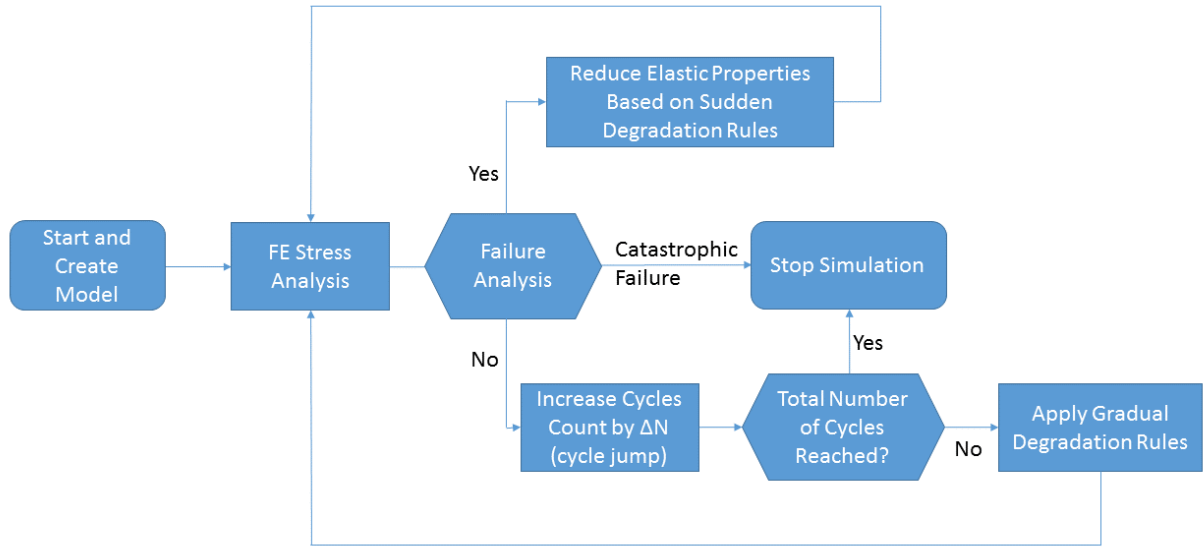 Reduce Elastic Properties
Based on Sudden
Degradation Rules
Yes
Start and
Create
Model
FE Stress
Analysis
Failure
Analysis
Catastrophic
Failure
Stop Simulation
No
Yes
Increase Cycles
Count by ΔN
(cycle jump)
Total Number
of Cycles
Reached?
No
Apply Gradual
Degradation Rules